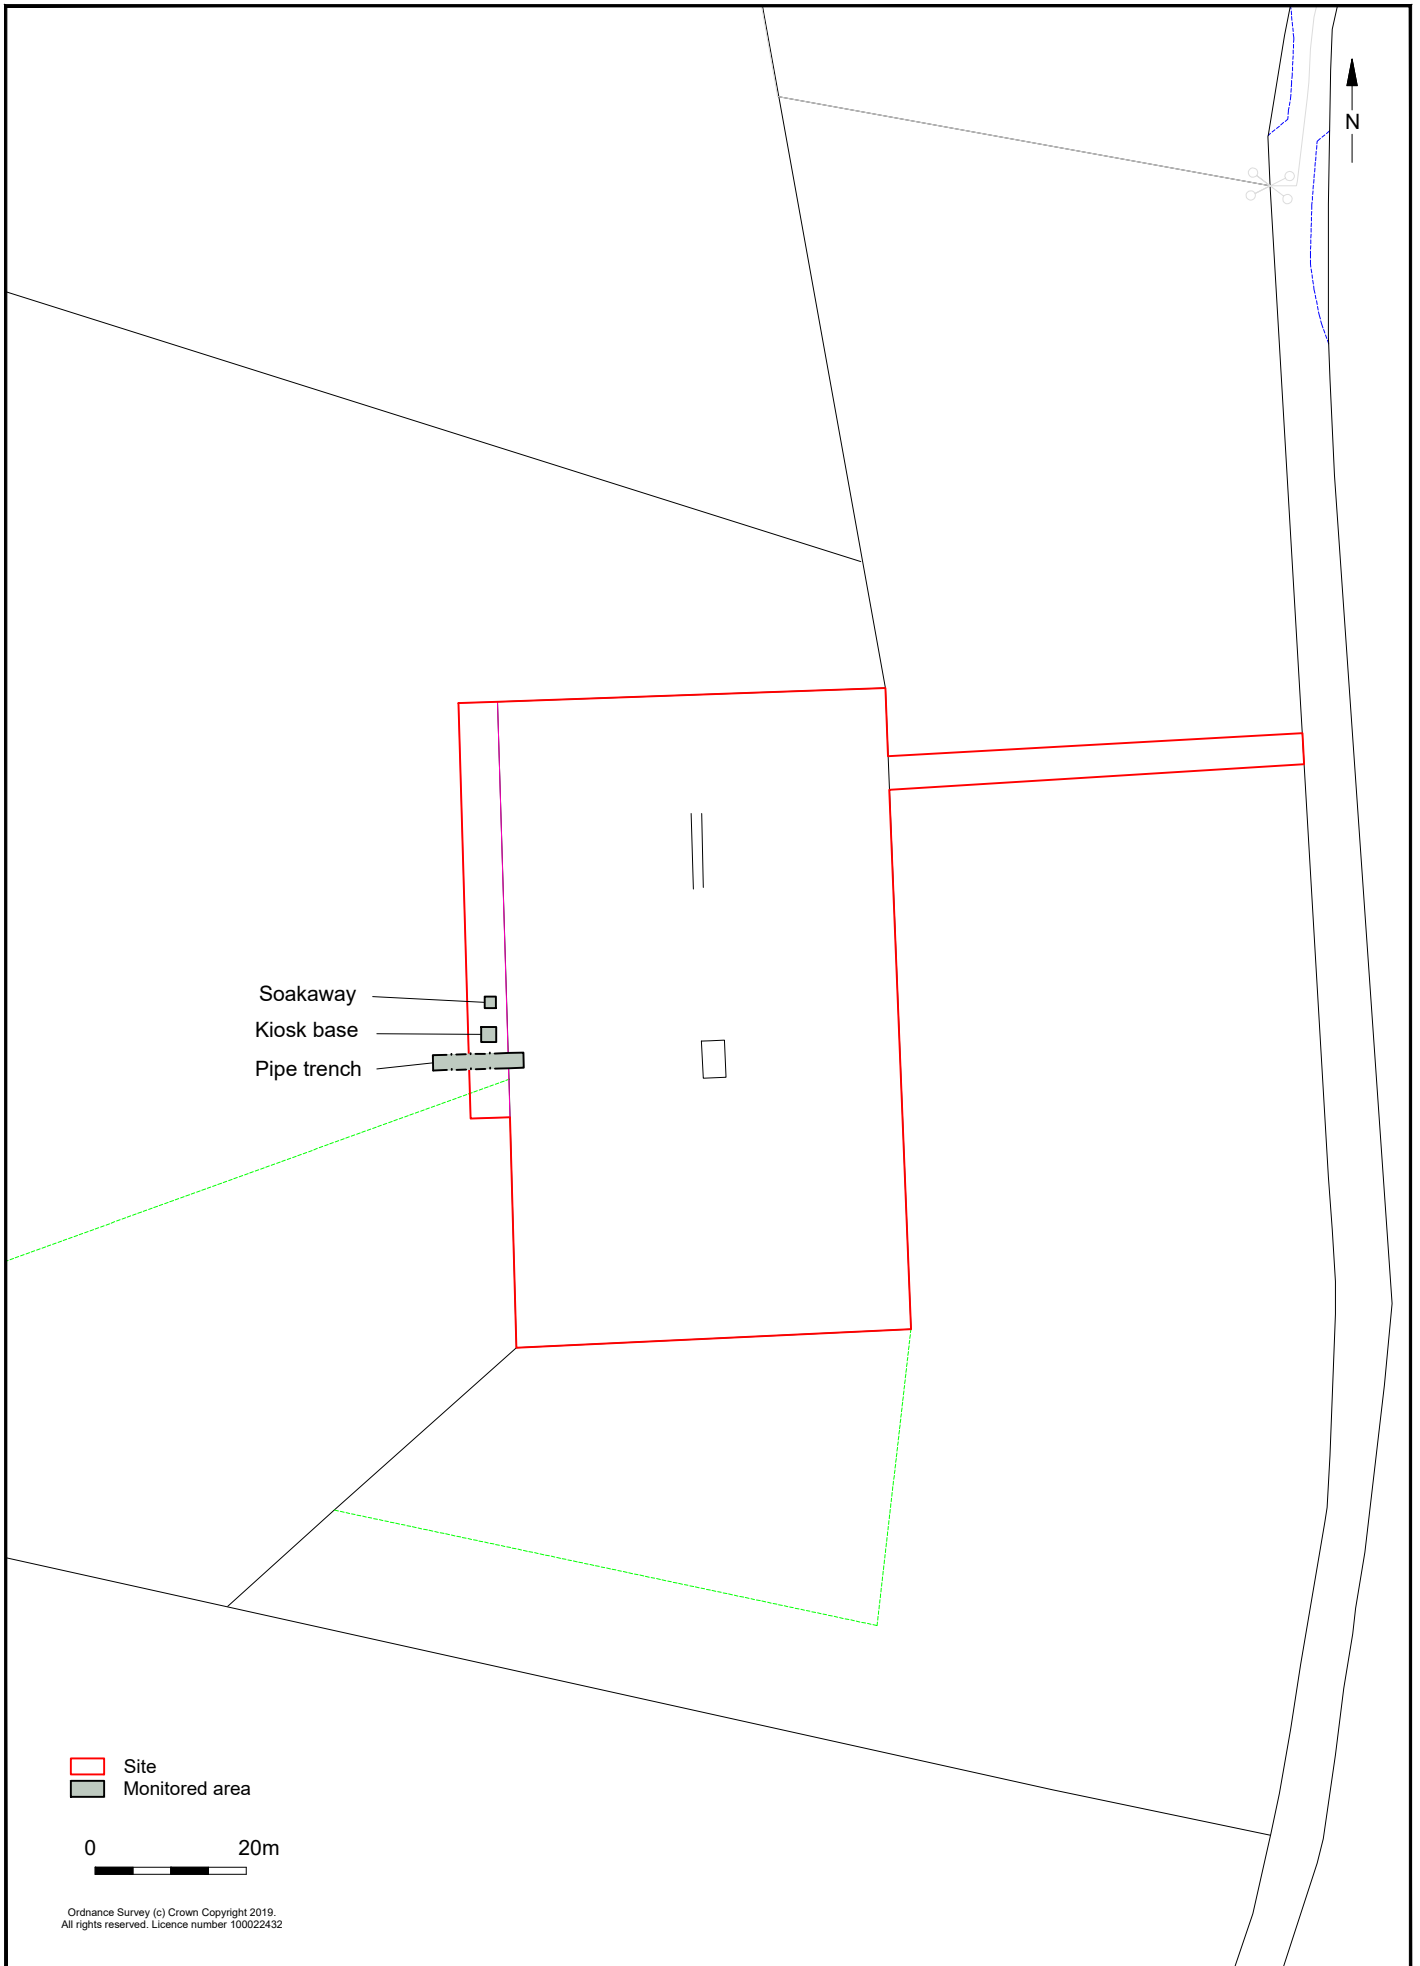 N
Soakaway
Kiosk base
Pipe trench
Site
Monitored area
0 20m
Ordnance Survey (c) Crown Copyright 2019.
All rights reserved. Licence number 100022432